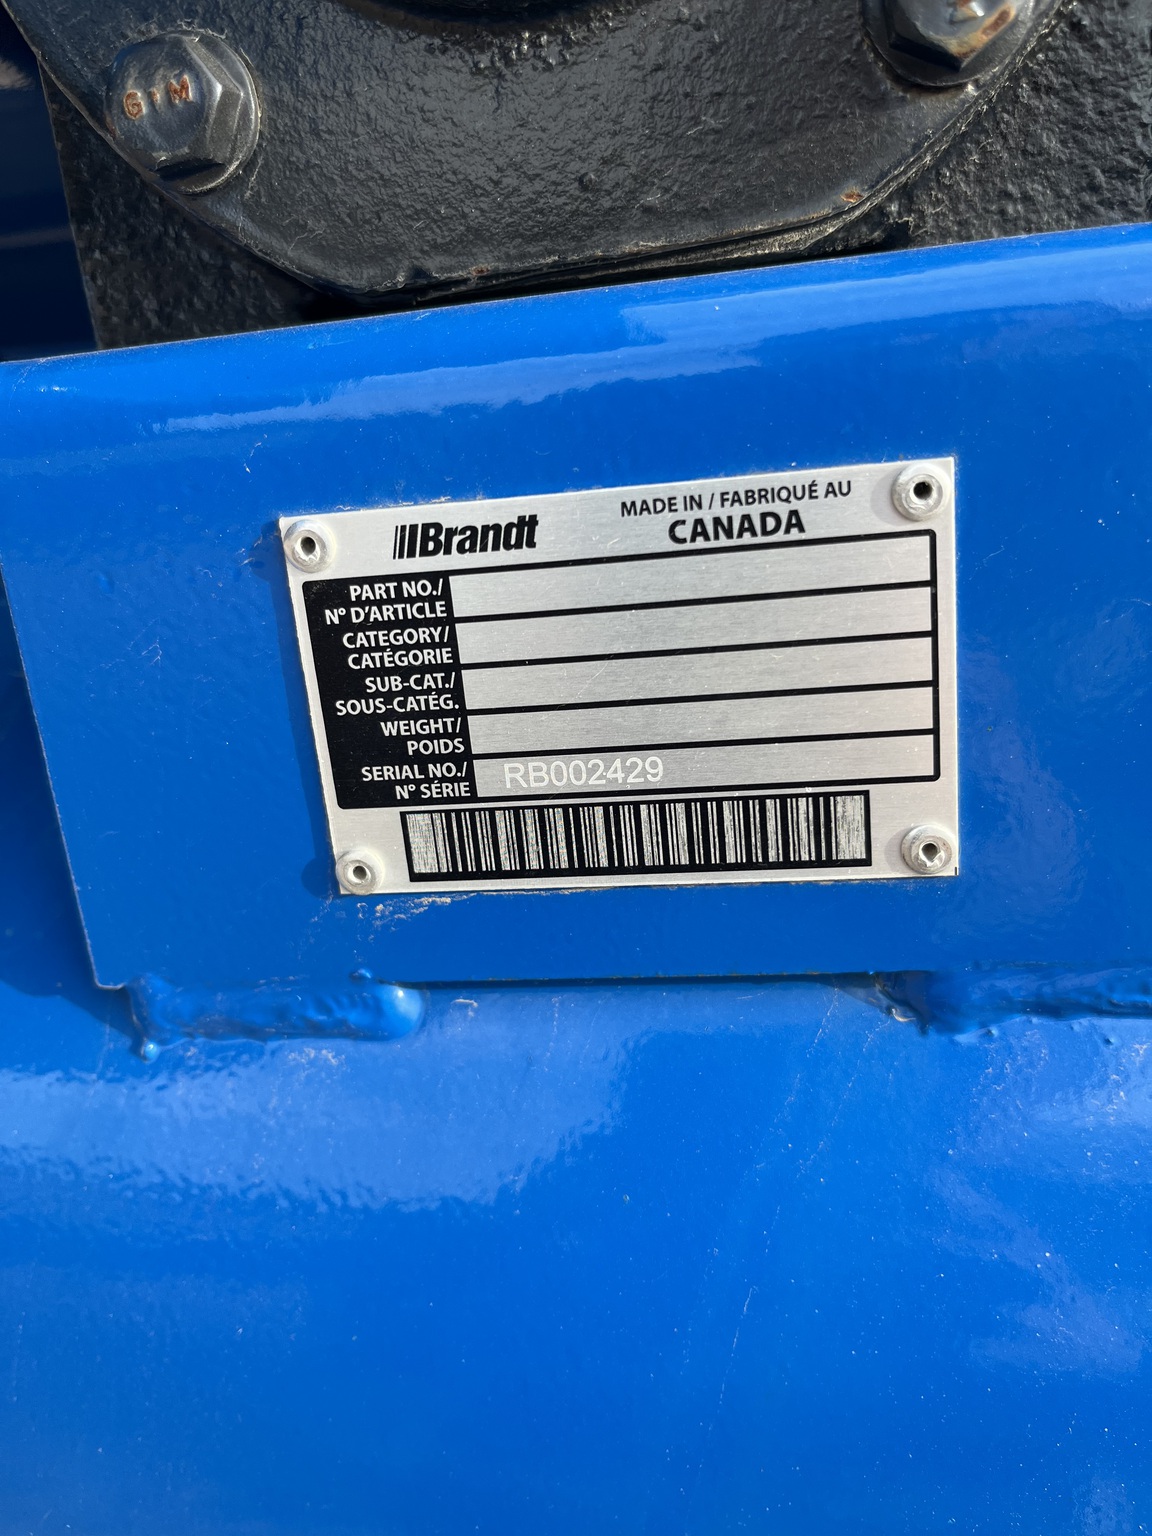 G·M
Brandt
MADE IN / FABRIQUÉ AU
CANADA
PART NO./
N° D'ARTICLE
CATEGORY/
CATÉGORIE
SUB-CAT./
SOUS-CATÉG.
WEIGHT/
POIDS
SERIAL NO./
N° SÉRIE
RB002429